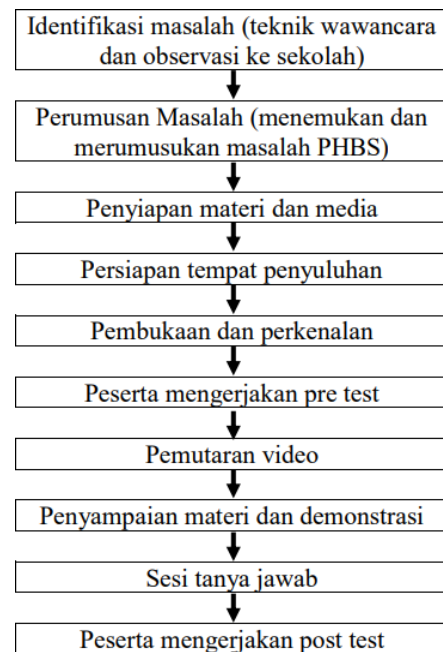 Identifikasi masalah (teknik wawancara
dan observasi ke sekolah)
Perumusan Masalah (menemukan dan
merumusukan masalah PHBS)
Penyiapan materi dan media
Persiapan tempat penyuluhan
Pembukaan dan perkenalan
Peserta mengerjakan pre test
Pemutaran video
Penyampaian materi dan demonstrasi
Sesi tanya jawab
Peserta mengerjakan post test